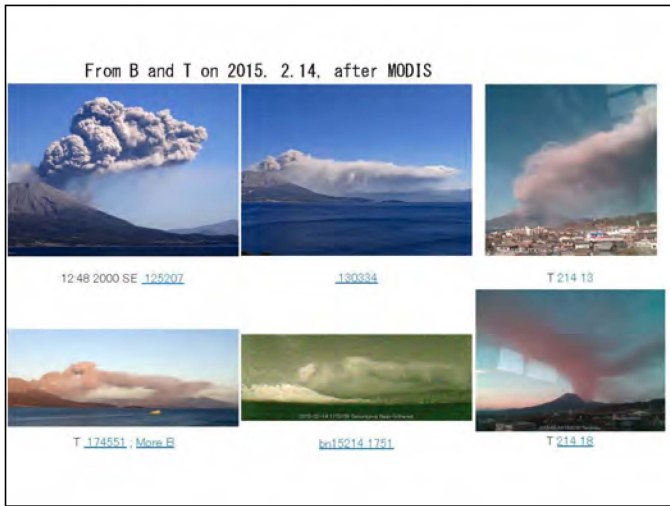 From B and T on 2015. 2.14, after MODIS
12:48 2000 SE 125207
130334
T 214 13
T 174551 ; More B
bn15214 1751
T 214 18